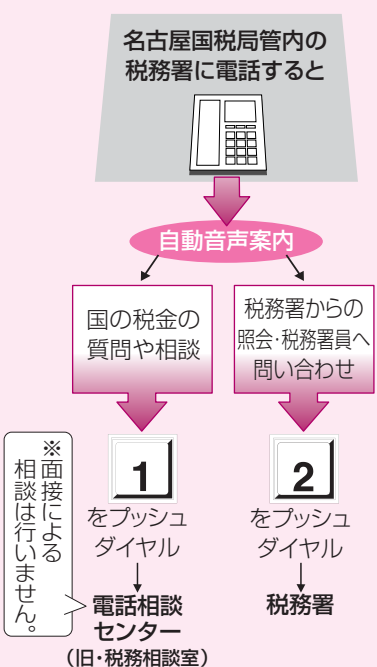 名古屋国税局管内の
税務署に電話すると
自動音声案内
国の税金の
質問や相談
税務署からの
照会・税務署員へ
問い合わせ
1
をプッシュ
ダイヤル
2
をプッシュ
ダイヤル
※面接による
相談は行いません。
電話相談
センター
(旧・税務相談室)
税務署